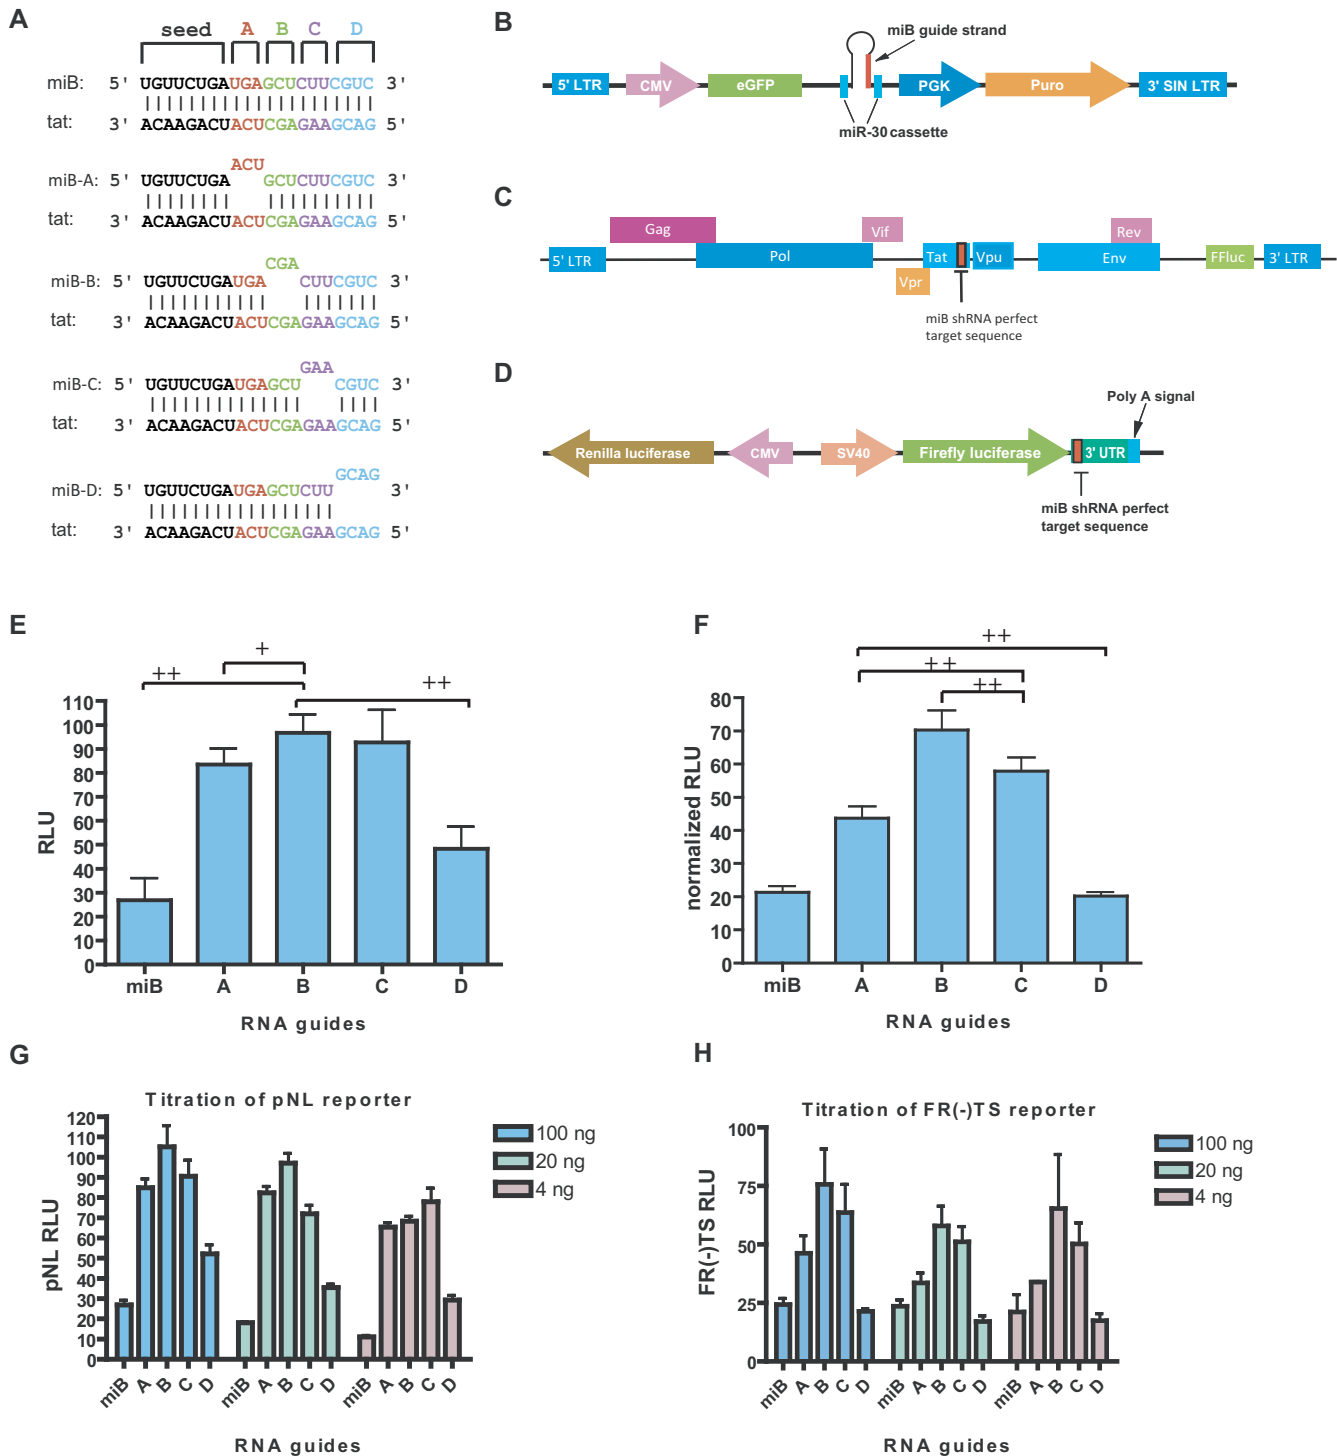 A
seed A B C D
miB: 5' UGUUCUGAUGAGCUCUUCGUC 3'
tat: 3' ACAAGACUACUCGAGAAGCAG 5'
ACU
miB-A: 5' UGUUCUGA GCUCUUCGUC 3'
tat: 3' ACAAGACUACUCGAGAAGCAG 5'
CGA
miB-B: 5' UGUUCUGAUGA CUUCGUC 3'
tat: 3' ACAAGACUACUCGAGAAGCAG 5'
GAA
miB-C: 5' UGUUCUGAUGAGCU CGUC 3'
tat: 3' ACAAGACUACUCGAGAAGCAG 5'
GCAG
miB-D: 5' UGUUCUGAUGAGCUCUU 3'
tat: 3' ACAAGACUACUCGAGAAGCAG 5'
B
miB guide strand
5' LTR CMV eGFP PGK Puro 3' SIN LTR
miR-30 cassette
C
Gag Vif Rev
5' LTR Pol Tat Vpu Env FFluc 3' LTR
Vpr
miB shRNA perfect
target sequence
D
Poly A signal
Renilla luciferase CMV SV40 Firefly luciferase 3' UTR
miB shRNA perfect
target sequence
E
++ + ++
RLU
110
100
90
80
70
60
50
40
30
20
10
0
miB A B C D
RNA guides
F
++
++
++
normalized RLU
80
70
60
50
40
30
20
10
0
miB A B C D
RNA guides
G
Titration of pNL reporter
pNL RLU
120
110
100
90
80
70
60
50
40
30
20
10
0
miB A B C D miB A B C D miB A B C D
RNA guides
100 ng
20 ng
4 ng
H
Titration of FR(-)TS reporter
FR(-)TS RLU
100
75
50
25
0
miB A B C D miB A B C D miB A B C D
RNA guides
100 ng
20 ng
4 ng